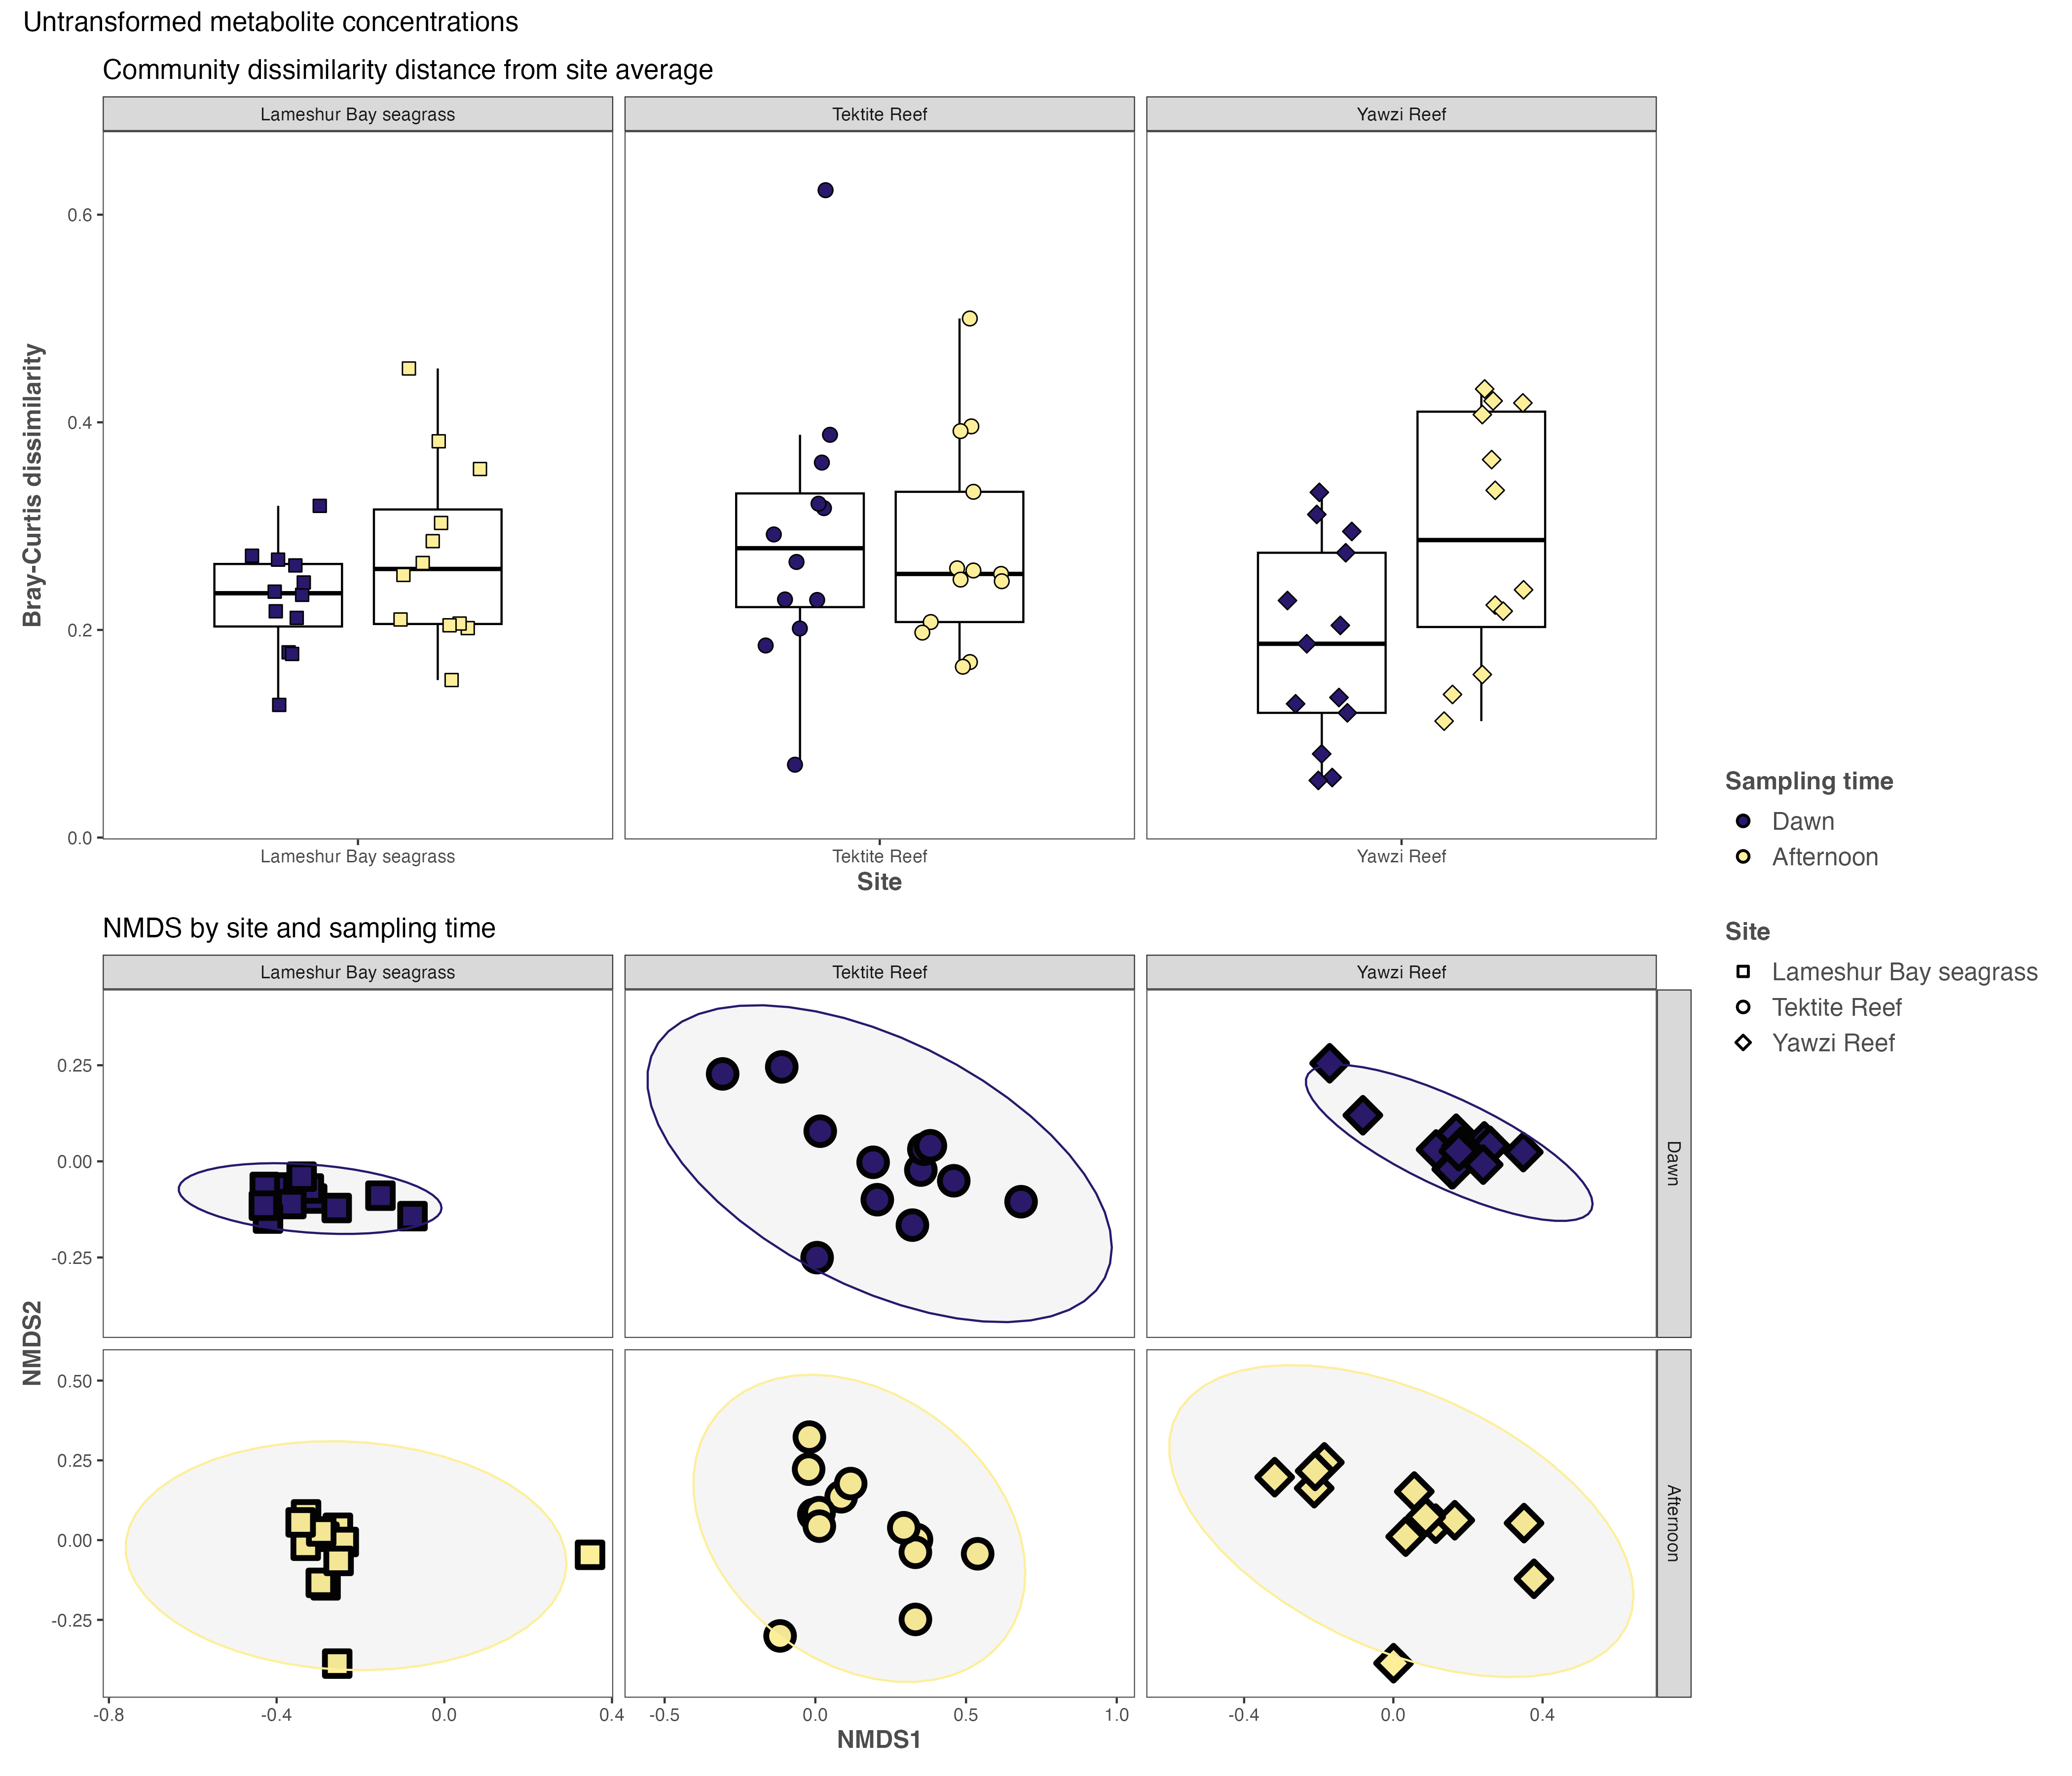 Untransformed metabolite concentrations
Community dissimilarity distance from site average
Lameshur Bay seagrass
Tektite Reef
Yawzi Reef
Bray-Curtis dissimilarity
0.6
0.4
0.2
0.0
Lameshur Bay seagrass
Tektite Reef
Yawzi Reef
Site
Sampling time
Dawn
Afternoon
Site
Lameshur Bay seagrass
Tektite Reef
Yawzi Reef
NMDS by site and sampling time
Lameshur Bay seagrass
Tektite Reef
Yawzi Reef
NMDS2
0.25
0.00
-0.25
Dawn
0.50
0.25
0.00
-0.25
Afternoon
-0.8
-0.4
0.0
0.4
-0.5
0.0
0.5
1.0
-0.4
0.0
0.4
NMDS1